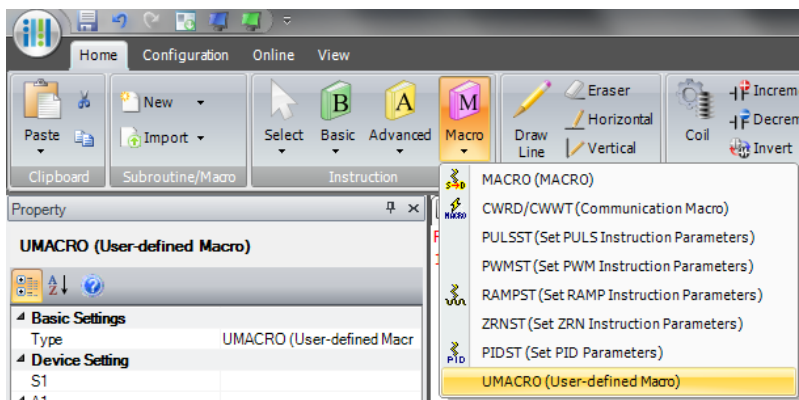 Home Configuration Online View
New
Import
Paste
Select Basic Advanced Macro
B A M
Draw Line
Eraser
Horizontal
Vertical
Coil
Invert
Clipboard Subroutine/Macro Instruction
Property
UMACRO (User-defined Macro)
Basic Settings
Type UMACRO (User-defined Macr
Device Setting
S1
MACRO (MACRO)
CWRD/CWWT (Communication Macro)
PULSST (Set PULS Instruction Parameters)
PWMST (Set PWM Instruction Parameters)
RAMPST (Set RAMP Instruction Parameters)
ZRNST (Set ZRN Instruction Parameters)
PIDST (Set PID Parameters)
UMACRO (User-defined Macro)